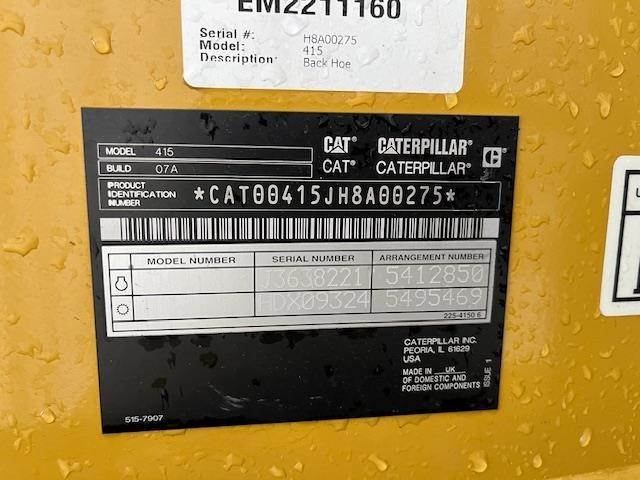 EM2211160
Serial #: H8A00275
Model: 415
Description: Back Hoe
MODEL 415
BUILD 07A
CAT® CATERPILLAR®
CAT® CATERPILLAR®
C
PRODUCT IDENTIFICATION NUMBER *CAT00415JH8A00275*
MODEL NUMBER SERIAL NUMBER ARRANGEMENT NUMBER
J3638221 5412850
HDX09324 5495469
225-4150 6
CATERPILLAR INC.
PEORIA, IL 61629
USA
MADE IN UK
OF DOMESTIC AND
FOREIGN COMPONENTS
ISSUE 1
515-7907